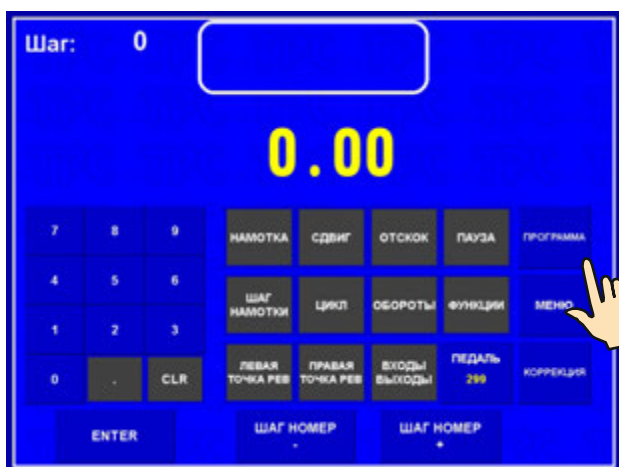 Шаг: 0
0.00
7 8 9 НАМОТКА СДВИГ ОТСКОК ПАУЗА ПРОГРАММА
4 5 6 ШАГ НАМОТКИ ЦИКЛ ОБОРОТЫ ФУНКЦИИ МЕНЮ
1 2 3
0 . CLR ЛЕВАЯ ТОЧКА РЕВ ПРАВАЯ ТОЧКА РЕВ ВХОДЫ ВЫХОДЫ ПЕДАЛЬ 299 КОРРЕКЦИЯ
ENTER ШАГ НОМЕР - ШАГ НОМЕР +